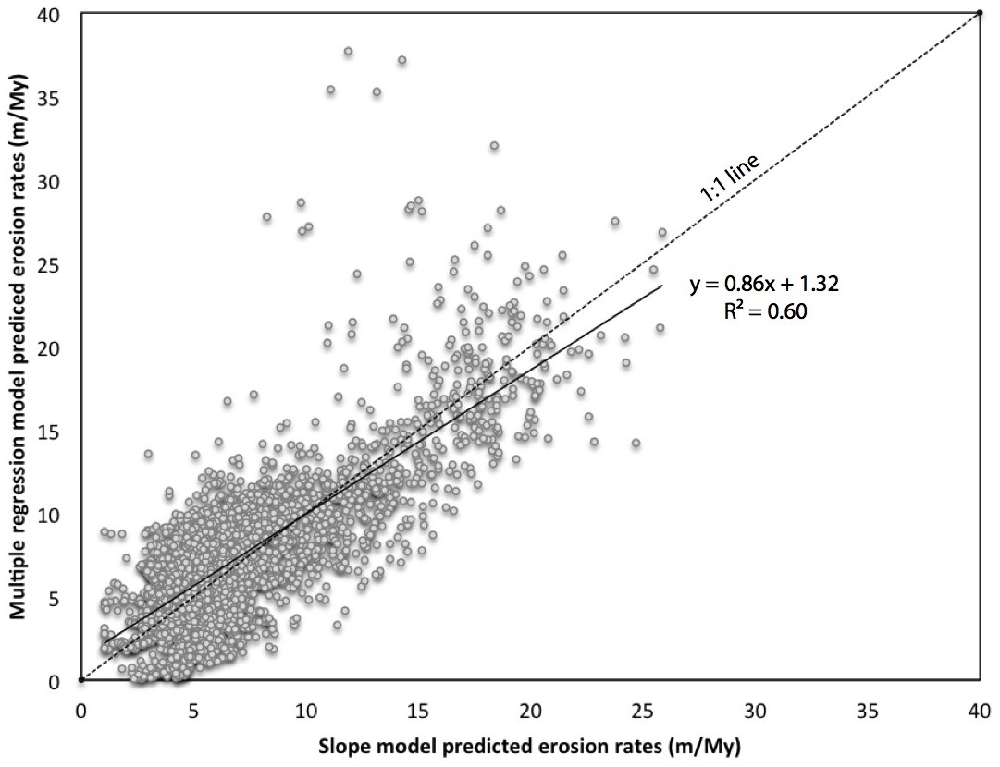 40
35
30
25
20
15
10
5
0
0 5 10 15 20 25 30 35 40
Multiple regression model prediced erosion rates (m/My)
Slope model predicted erosion rates (m/My)
1:1 line
y = 0.86x + 1.32
R² = 0.60